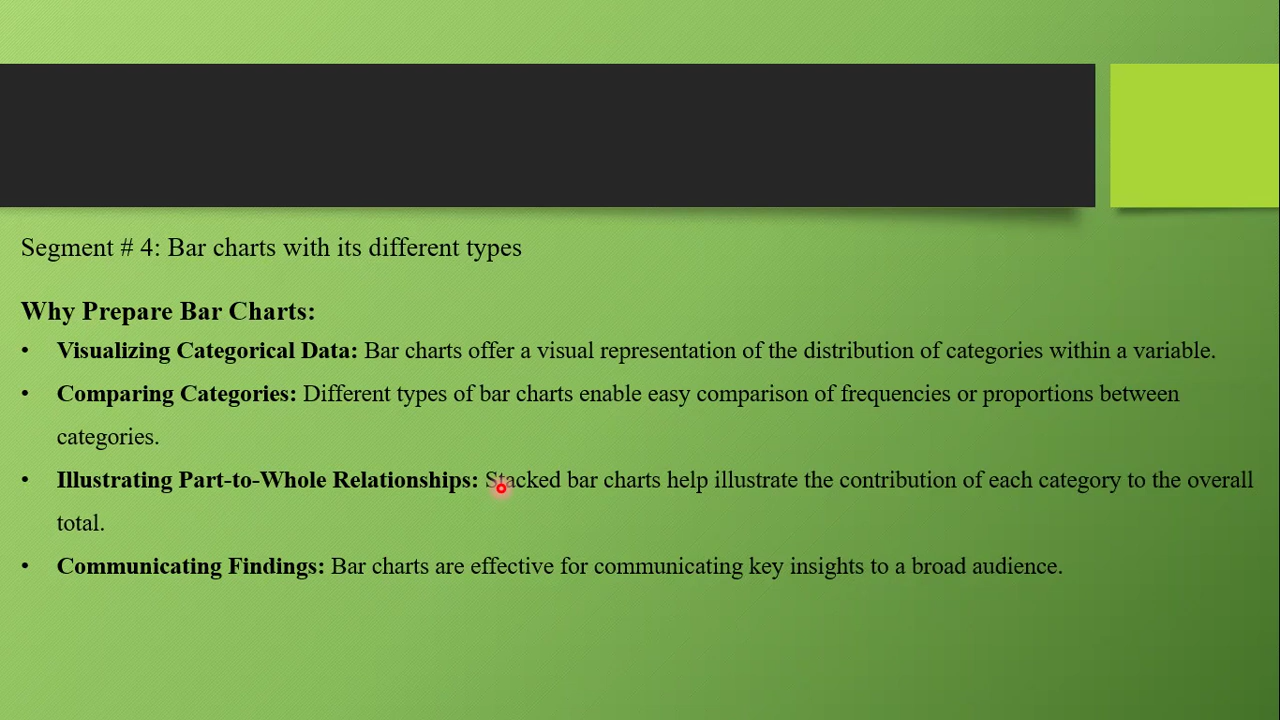 Segment # 4: Bar charts with its different types
Why Prepare Bar Charts:
• Visualizing Categorical Data: Bar charts offer a visual representation of the distribution of categories within a variable.
• Comparing Categories: Different types of bar charts enable easy comparison of frequencies or proportions between
categories.
• Illustrating Part-to-Whole Relationships: Stacked bar charts help illustrate the contribution of each category to the overall
total.
• Communicating Findings: Bar charts are effective for communicating key insights to a broad audience.